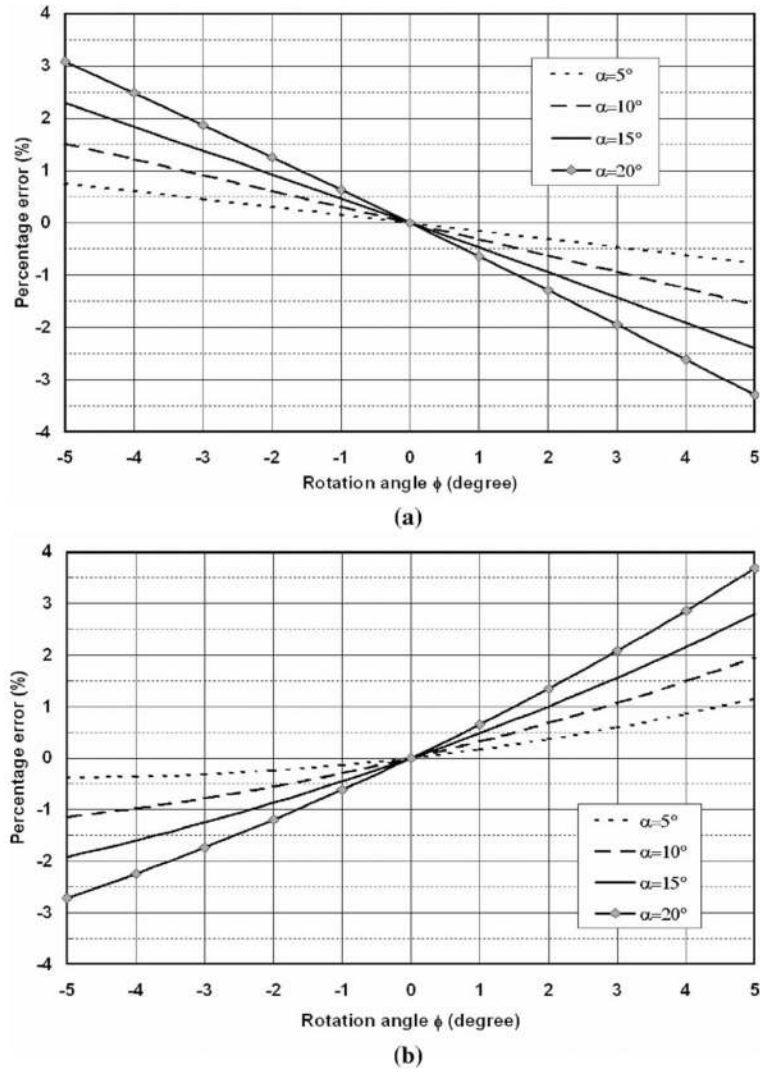 4
3
2
1
0
-1
-2
-3
-4
Percentage error (%)
α=5°
α=10°
α=15°
α=20°
-5 -4 -3 -2 -1 0 1 2 3 4 5
Rotation angle ϕ (degree)
(a)
4
3
2
1
0
-1
-2
-3
-4
Percentage error (%)
α=5°
α=10°
α=15°
α=20°
-5 -4 -3 -2 -1 0 1 2 3 4 5
Rotation angle ϕ (degree)
(b)